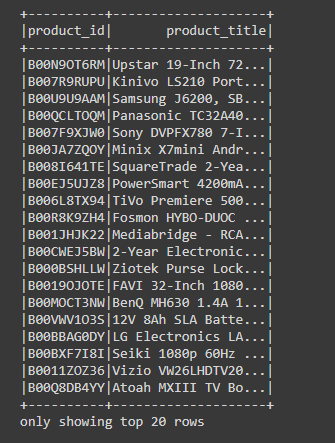 +----------+--------------------+
|product_id|       product_title|
+----------+--------------------+
|B00N9OT6RM|Upstar 19-Inch 72...|
|B007R9RUPU|Kinivo LS210 Port...|
|B00U9U9AAM|Samsung J6200, SB...|
|B00QCLTOQM|Panasonic TC32A40...|
|B007F9XJW0|Sony DVPFX780 7-I...|
|B00JA7ZQOY|Minix X7mini Andr...|
|B008I641TE|SquareTrade 2-Yea...|
|B00EJ5UJZ8|PowerSmart 4200mA...|
|B006L8TX94|TiVo Premiere 500...|
|B00R8K9ZH4|Fosmon HYBO-DUOC ...|
|B001JHJK22|Mediabridge - RCA...|
|B00CWEJ5BW|2-Year Electronic...|
|B000BSHLLW|Ziotek Purse Lock...|
|B0019OJOTE|FAVI 32-Inch 1080...|
|B00MOCT3NW|BenQ MH630 1.4A 1...|
|B00VWV1O3S|12V 8Ah SLA Batte...|
|B00BBAG0DY|LG Electronics LA...|
|B00BXF7I8I|Seiki 1080p 60Hz ...|
|B0011ZOZ36|Vizio VW26LHDTV20...|
|B00Q8DB4YY|Atoah MXIII TV Bo...|
+----------+--------------------+
only showing top 20 rows